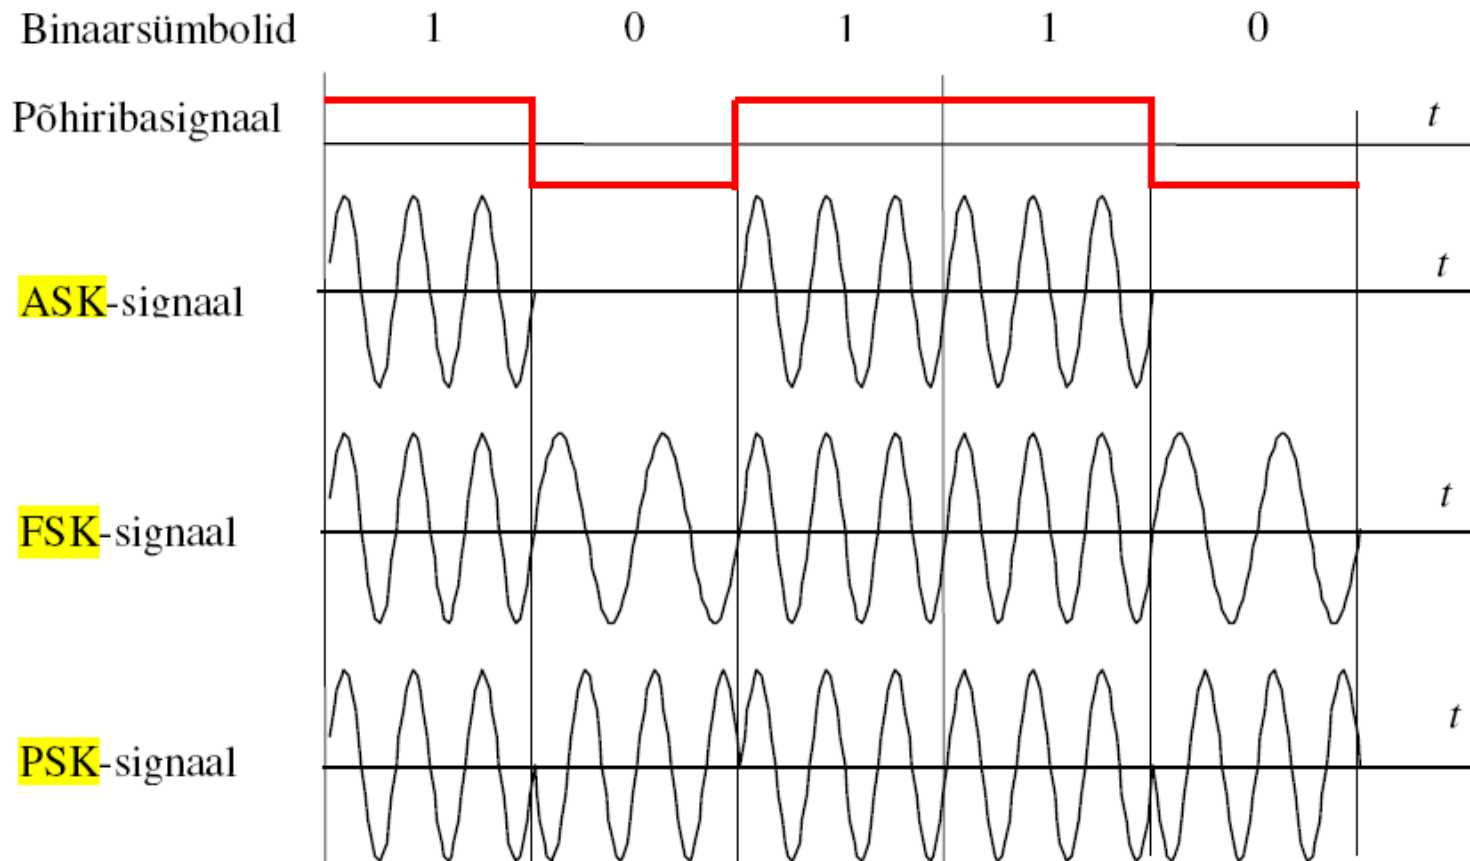 Binaarsümbolid 1 0 1 1 0
Põhiribasignaal t
ASK-signaal t
FSK-signaal t
PSK-signaal t